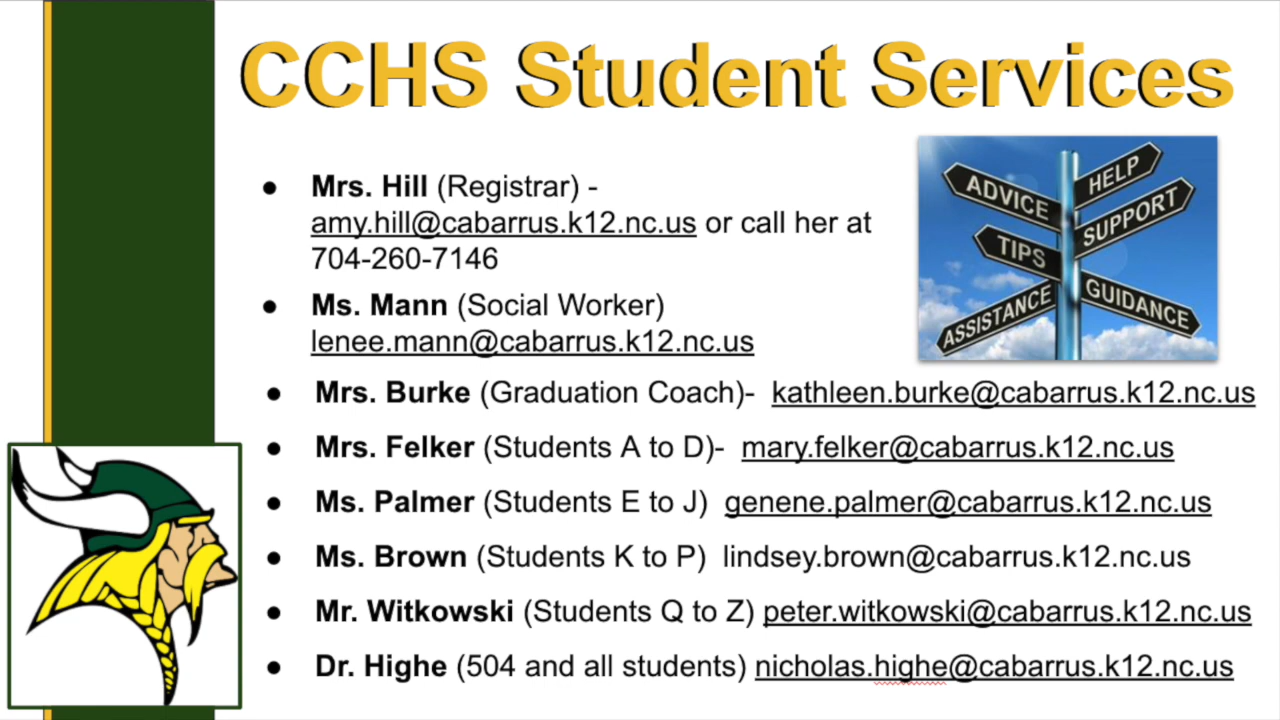 CCHS Student Services
● Mrs. Hill (Registrar) -
amy.hill@cabarrus.k12.nc.us or call her at
704-260-7146
● Ms. Mann (Social Worker)
lenee.mann@cabarrus.k12.nc.us
● Mrs. Burke (Graduation Coach)- kathleen.burke@cabarrus.k12.nc.us
● Mrs. Felker (Students A to D)- mary.felker@cabarrus.k12.nc.us
● Ms. Palmer (Students E to J) genene.palmer@cabarrus.k12.nc.us
● Ms. Brown (Students K to P) lindsey.brown@cabarrus.k12.nc.us
● Mr. Witkowski (Students Q to Z) peter.witkowski@cabarrus.k12.nc.us
● Dr. Highe (504 and all students) nicholas.highe@cabarrus.k12.nc.us
HELP
ADVICE
SUPPORT
TIPS
GUIDANCE
ASSISTANCE